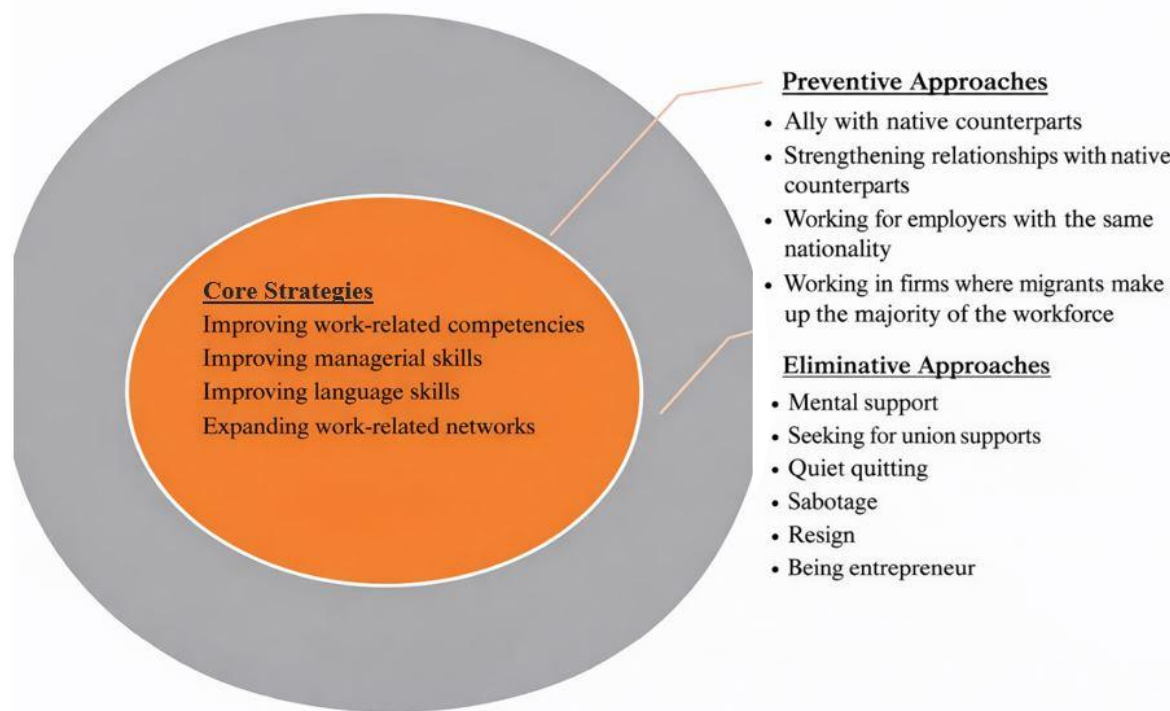 Core Strategies
Improving work-related competencies
Improving managerial skills
Improving language skills
Expanding work-related networks
Preventive Approaches
• Ally with native counterparts
• Strengthening relationships with native
counterparts
• Working for employers with the same
nationality
• Working in firms where migrants make
up the majority of the workforce
Eliminative Approaches
• Mental support
• Seeking for union supports
• Quiet quitting
• Sabotage
• Resign
• Being entrepreneur